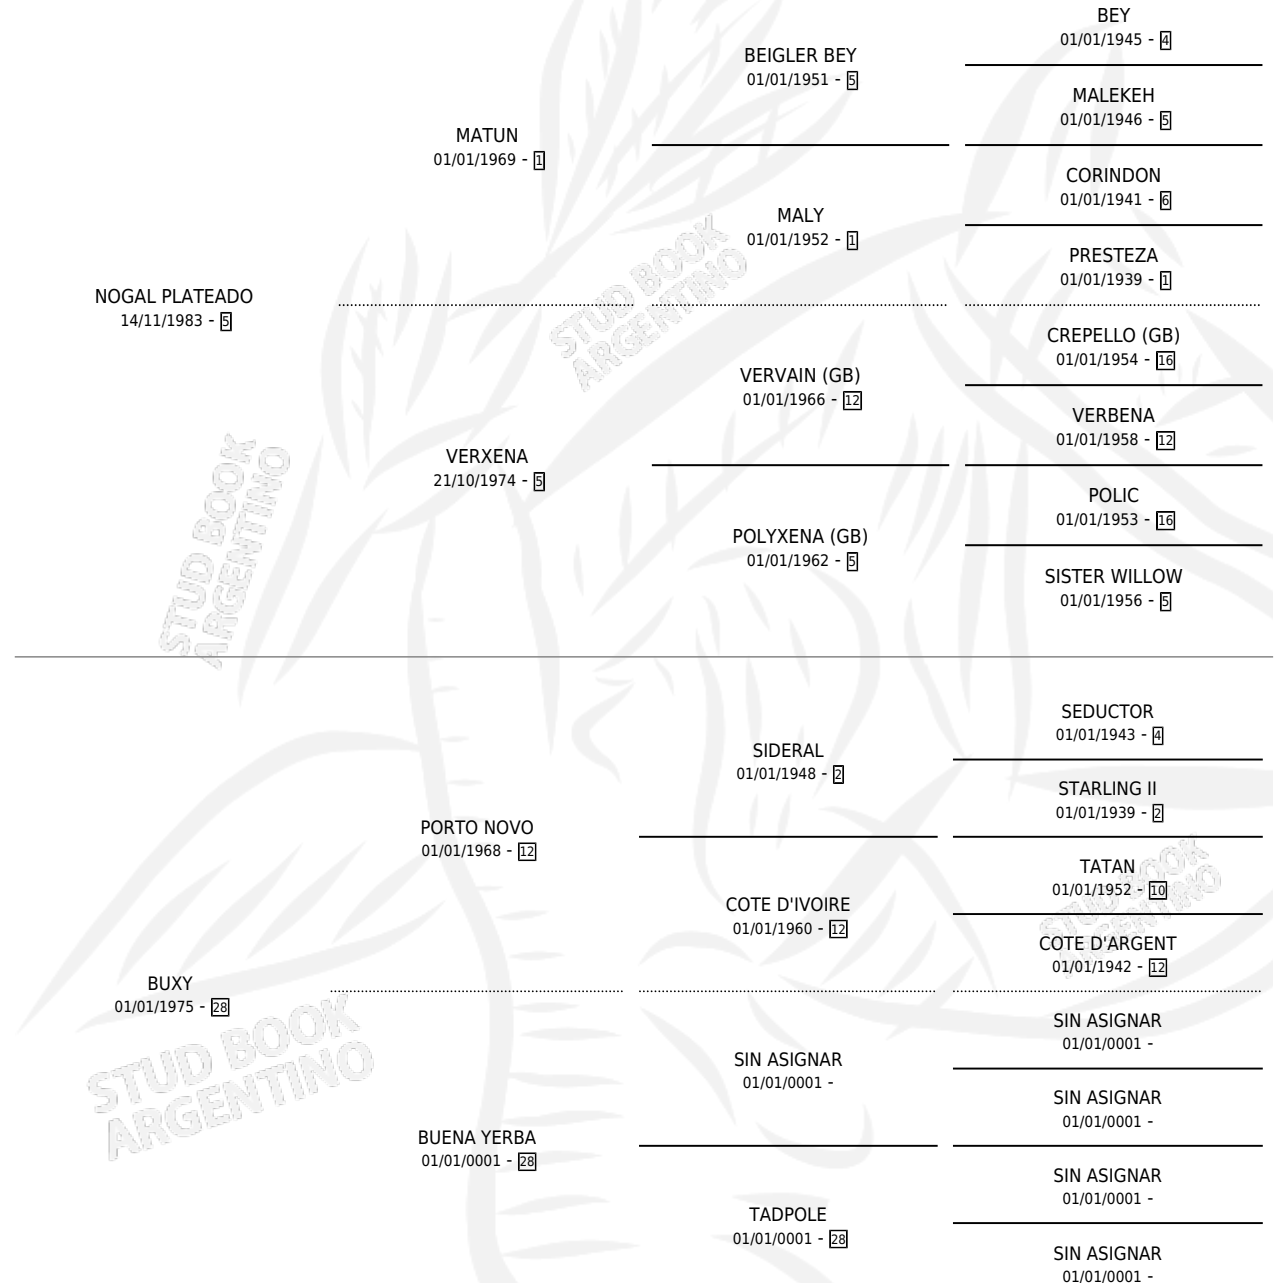 BEY
01/01/1945 - 4
BEIGLER BEY
01/01/1951 - 5
MALEKEH
01/01/1946 - 5
MATUN
01/01/1969 - 1
CORINDON
01/01/1941 - 6
MALY
01/01/1952 - 1
PRESTEZA
01/01/1939 - 1
NOGAL PLATEADO
14/11/1983 - 5
CREPELLO (GB)
01/01/1954 - 16
VERVAIN (GB)
01/01/1966 - 12
VERBENA
01/01/1958 - 12
VERXENA
21/10/1974 - 5
POLIC
01/01/1953 - 16
POLYXENA (GB)
01/01/1962 - 5
SISTER WILLOW
01/01/1956 - 5
STUD BOOK
ARGENTINO
STUD BOOK
ARGENTINO
SEDUCTOR
01/01/1943 - 4
SIDERAL
01/01/1948 - 2
STARLING II
01/01/1939 - 2
PORTO NOVO
01/01/1968 - 12
TATAN
01/01/1952 - 10
COTE D'IVOIRE
01/01/1960 - 12
COTE D'ARGENT
01/01/1942 - 12
STUD BOOK
ARGENTINO
BUXY
01/01/1975 - 28
SIN ASIGNAR
01/01/0001 -
SIN ASIGNAR
01/01/0001 -
SIN ASIGNAR
01/01/0001 -
BUENA YERBA
01/01/0001 - 28
SIN ASIGNAR
01/01/0001 -
TADPOLE
01/01/0001 - 28
SIN ASIGNAR
01/01/0001 -
STUD BOOK
ARGENTINO